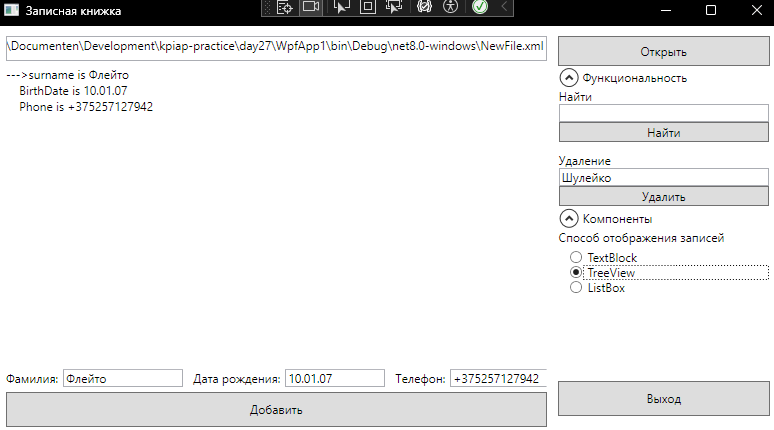 Записная книжка
\Documenten\Development\kpiap-practice\day27\WpfApp1\bin\Debug\net8.0-windows\NewFile.xml
--->surname is Флейто
BirthDate is 10.01.07
Phone is +375257127942
Открыть
Функциональность
Найти
Найти
Удаление
Шулейко
Удалить
Компоненты
Способ отображения записей
TextBlock
TreeView
ListBox
Фамилия: Флейто Дата рождения: 10.01.07 Телефон: +375257127942
Добавить
Выход